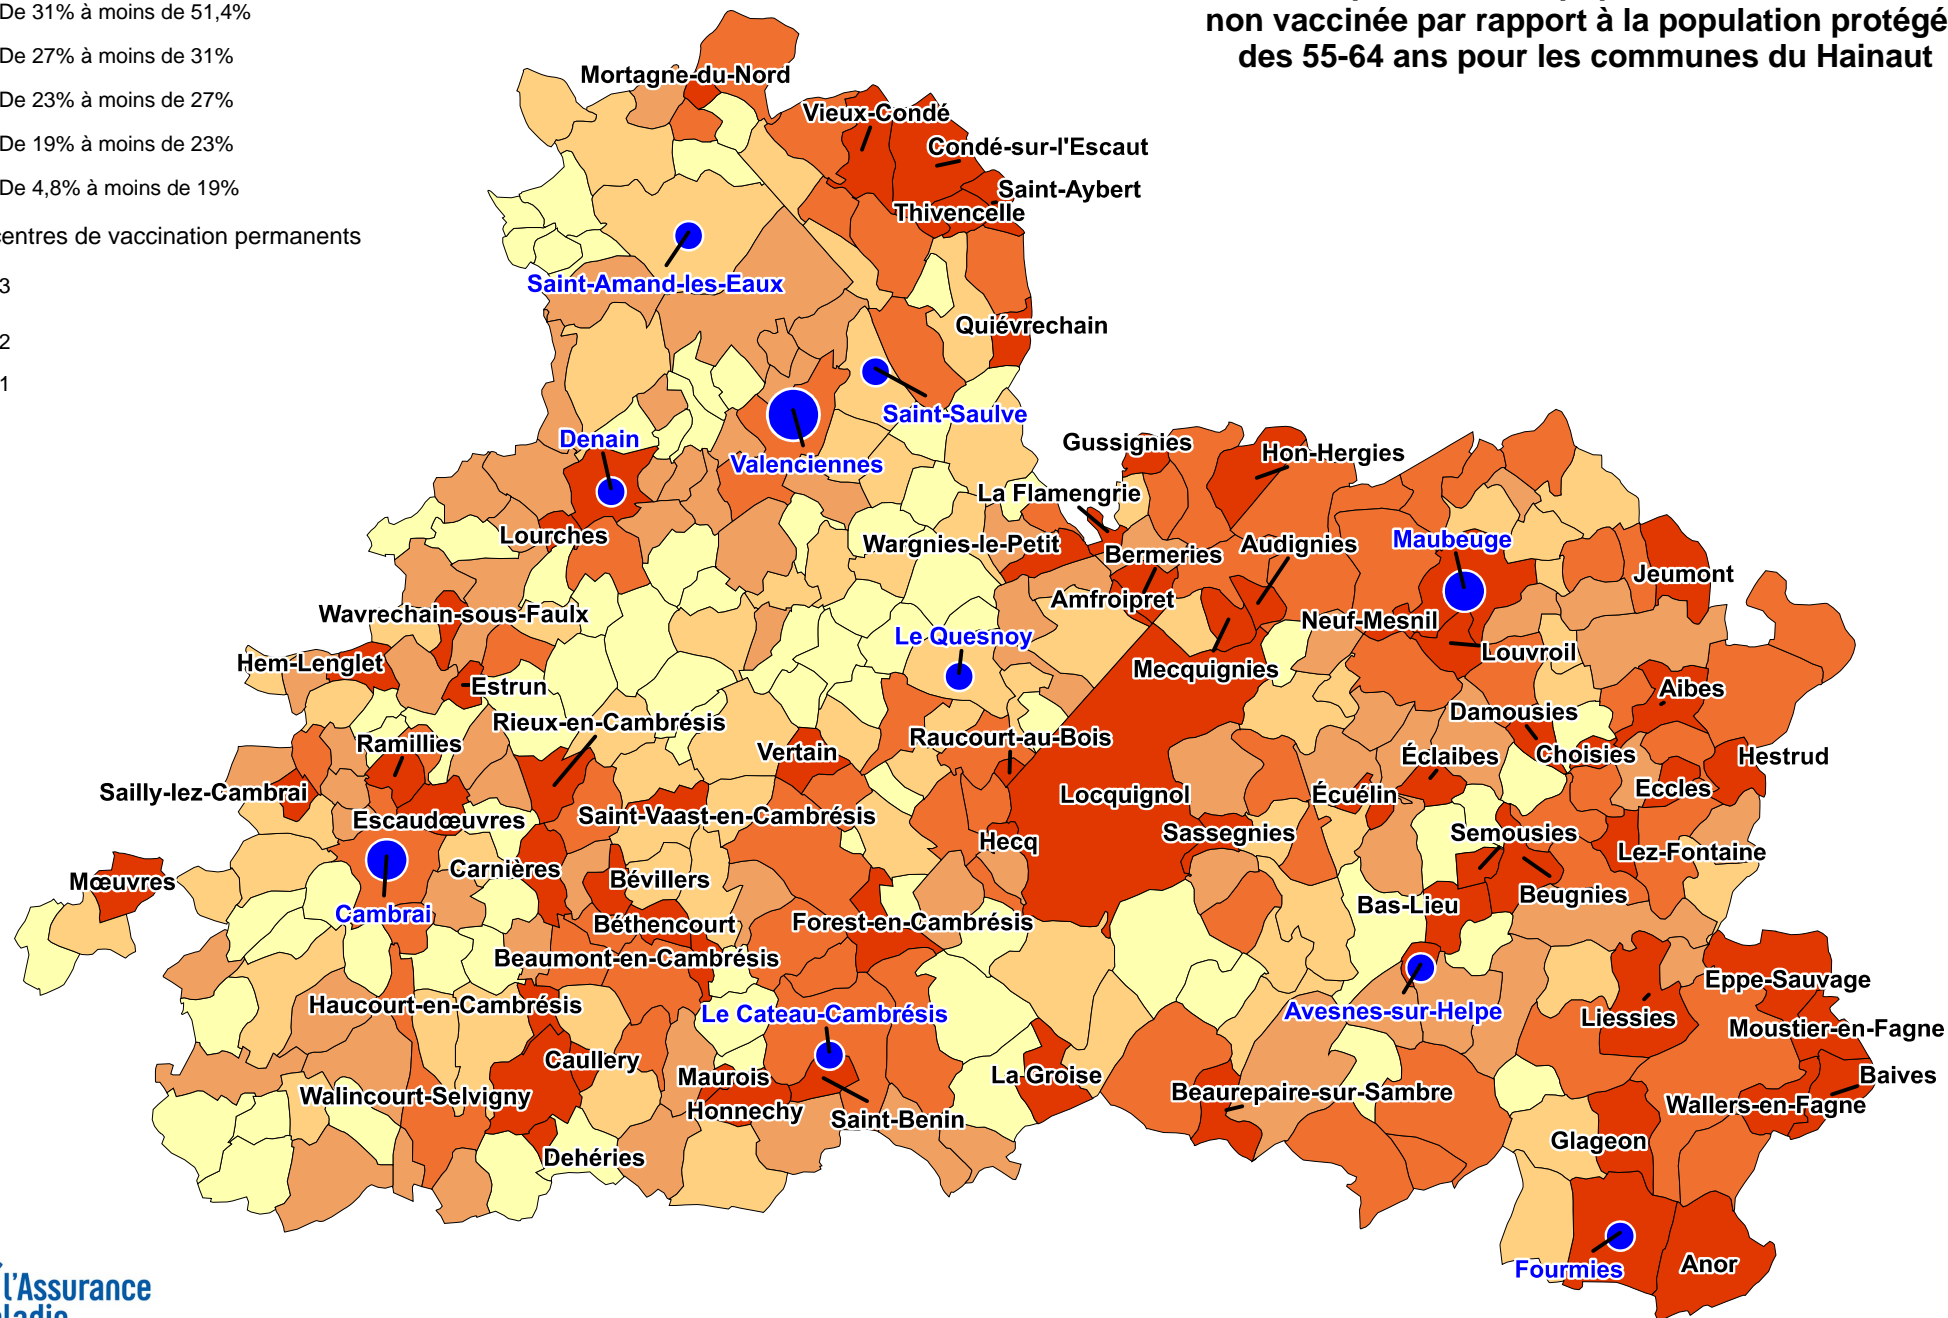 De 31% à moins de 51,4%
De 27% à moins de 31%
De 23% à moins de 27%
De 19% à moins de 23%
De 4,8% à moins de 19%
centres de vaccination permanents
3
2
1
non vaccinée par rapport à la population protégé
des 55-64 ans pour les communes du Hainaut
Mortagne-du-Nord
Vieux-Condé
Condé-sur-l'Escaut
Saint-Aybert
Thivencelle
Saint-Amand-les-Eaux
Quiévrechain
Saint-Saulve
Denain
Gussignies
Hon-Hergies
Valenciennes
La Flamengrie
Lourches
Wargnies-le-Petit
Bermeries
Audignies
Maubeuge
Jeumont
Amfroipret
Wavrechain-sous-Faulx
Neuf-Mesnil
Le Quesnoy
Louvroil
Hem-Lenglet
Mecquignies
Estrun
Aibes
Damousies
Rieux-en-Cambrésis
Raucourt-au-Bois
Ramillies
Vertain
Éclaibes
Choisies
Hestrud
Sailly-lez-Cambrai
Locquignol
Écuélin
Eccles
Escaudœuvres
Saint-Vaast-en-Cambrésis
Sassegnies
Semousies
Hecq
Lez-Fontaine
Carnières
Bévillers
Mœuvres
Beugnies
Bas-Lieu
Cambrai
Béthencourt
Forest-en-Cambrésis
Beaumont-en-Cambrésis
Eppe-Sauvage
Haucourt-en-Cambrésis
Le Cateau-Cambrésis
Avesnes-sur-Helpe
Liessies
Moustier-en-Fagne
Caullery
Maurois
La Groise
Baives
Walincourt-Selvigny
Beaurepaire-sur-Sambre
Wallers-en-Fagne
Honnechy
Saint-Benin
Glageon
Dehéries
Anor
Fourmies
l'Assurance